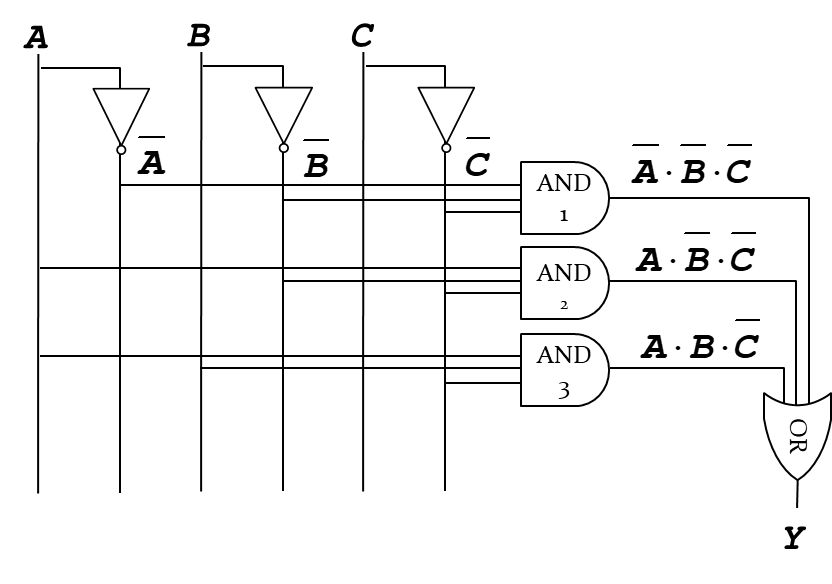 A B C
A̅ B̅ C̅
AND
1
A̅ · B̅ · C̅
AND
2
A · B̅ · C̅
AND
3
A · B · C̅
OR
Y